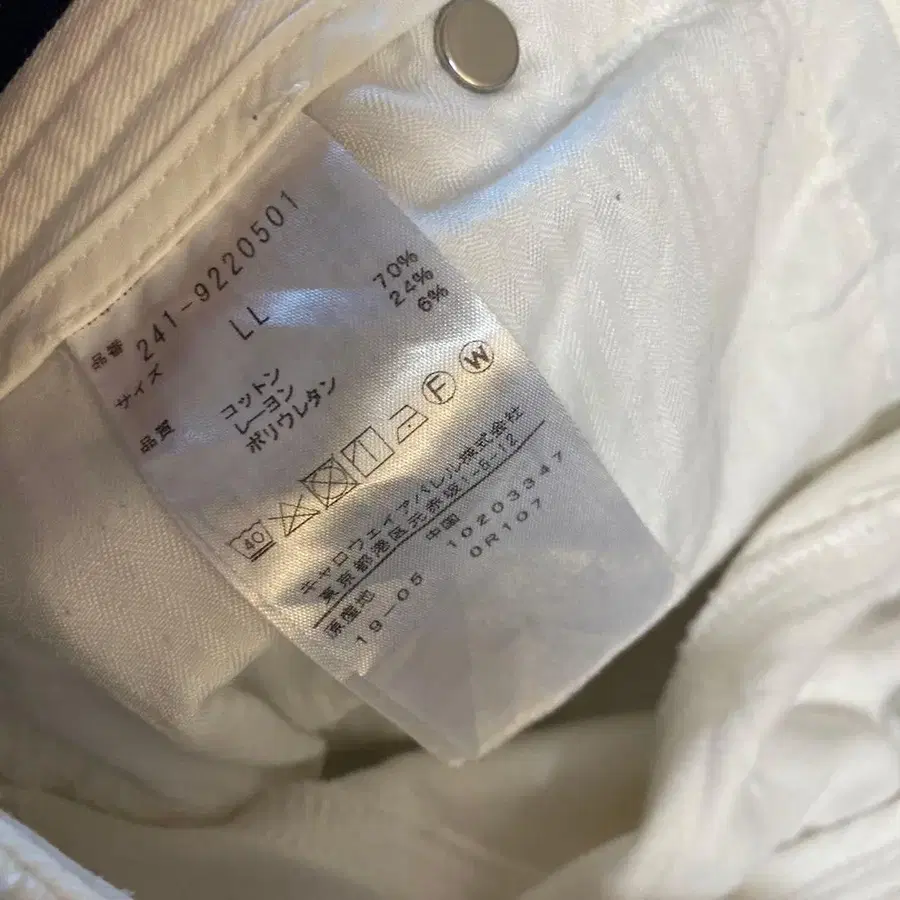 品番 241-9220501
サイズ LL
品質 コットン 70%
レーヨン 24%
ポリウレタン 6%
40 F W
キャロウェイアパレル株式会社
東京都港区元赤坂1-5-12
原産地 中国 10203347
19-05 0R107